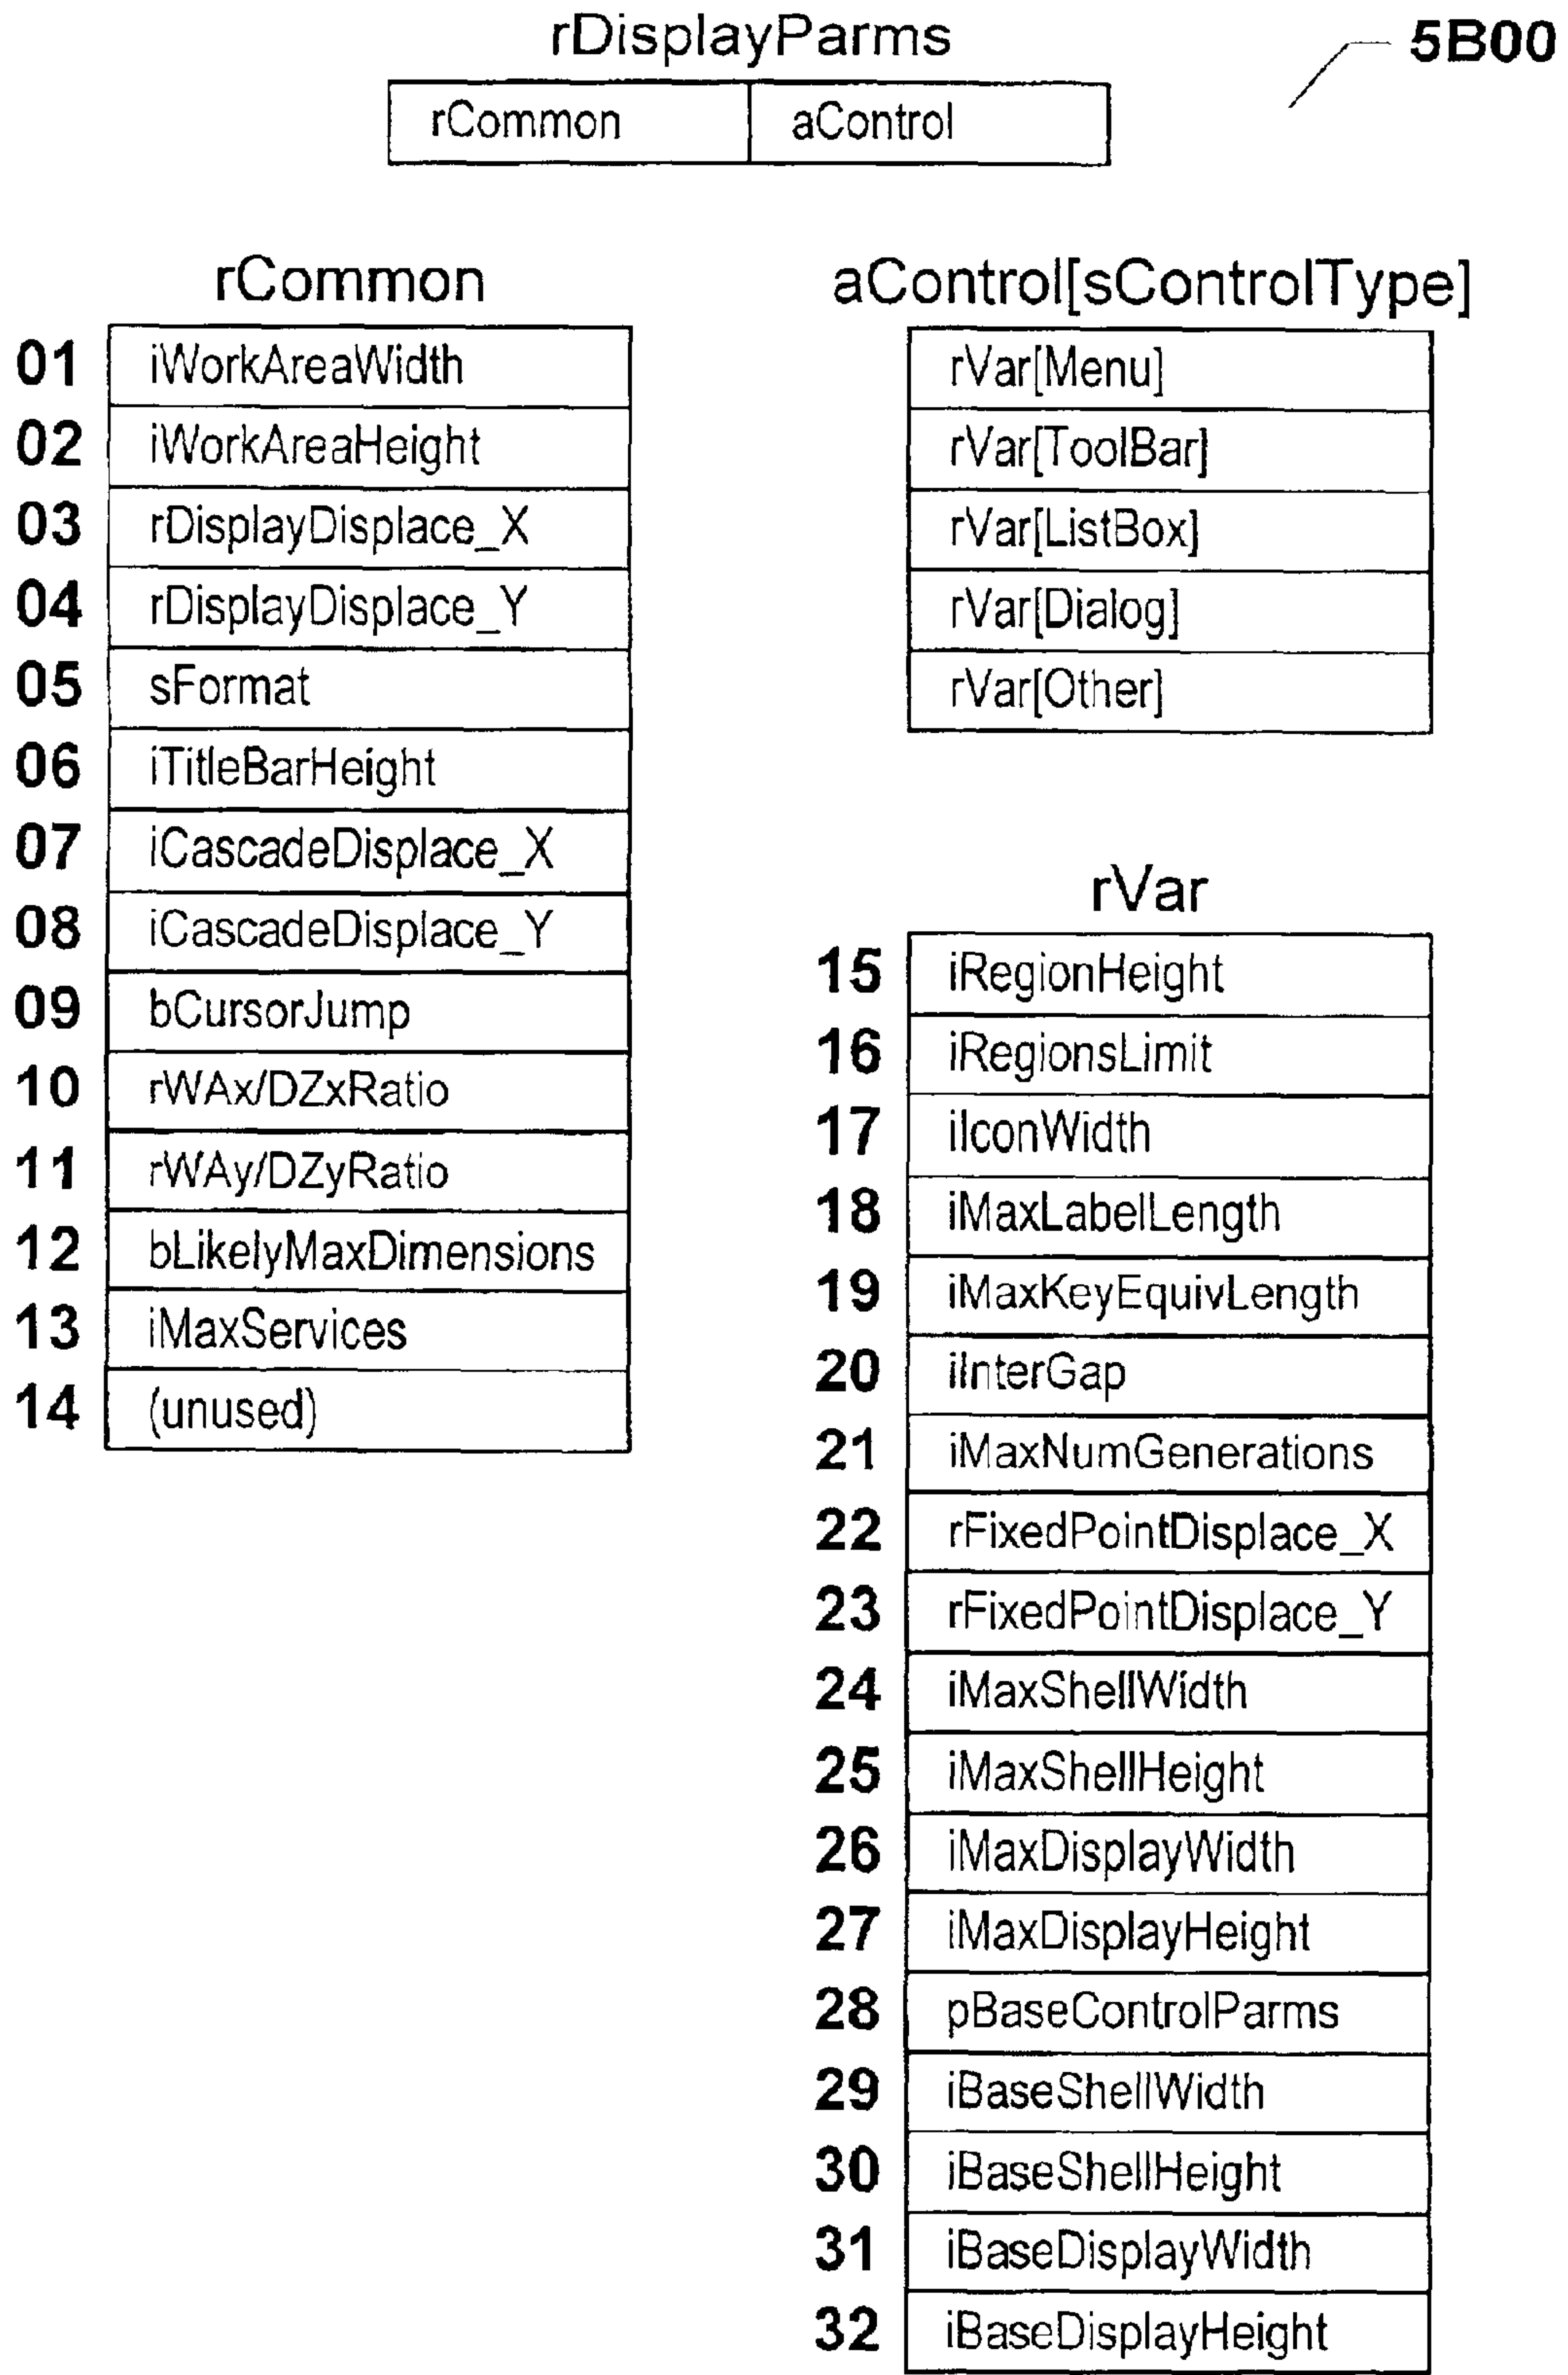 rDisplayParms
5B00
rCommon aControl
rCommon
01 iWorkAreaWidth
02 iWorkAreaHeight
03 rDisplayDisplace_X
04 rDisplayDisplace_Y
05 sFormat
06 iTitleBarHeight
07 iCascadeDisplace_X
08 iCascadeDisplace_Y
09 bCursorJump
10 rWAx/DZxRatio
11 rWAy/DZyRatio
12 bLikelyMaxDimensions
13 iMaxServices
14 (unused)
aControl[sControlType]
rVar[Menu]
rVar[ToolBar]
rVar[ListBox]
rVar[Dialog]
rVar[Other]
rVar
15 iRegionHeight
16 iRegionsLimit
17 iIconWidth
18 iMaxLabelLength
19 iMaxKeyEquivLength
20 iInterGap
21 iMaxNumGenerations
22 rFixedPointDisplace_X
23 rFixedPointDisplace_Y
24 iMaxShellWidth
25 iMaxShellHeight
26 iMaxDisplayWidth
27 iMaxDisplayHeight
28 pBaseControlParms
29 iBaseShellWidth
30 iBaseShellHeight
31 iBaseDisplayWidth
32 iBaseDisplayHeight